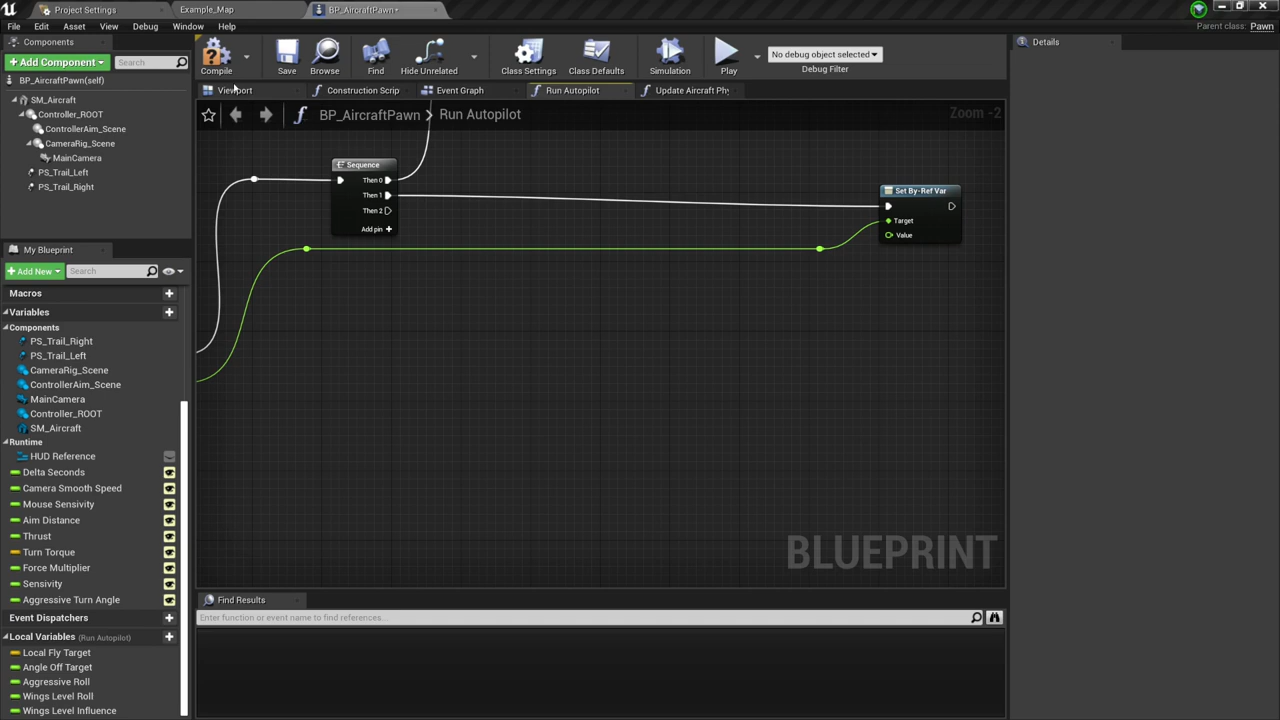 Project Settings
Example_Map
BP_AircraftPawn•
File Edit Asset View Debug Window Help
Parent class: Pawn
Components
+ Add Component
Search
BP_AircraftPawn(self)
SM_Aircraft
Controller_ROOT
ControllerAim_Scene
CameraRig_Scene
MainCamera
PS_Trail_Left
PS_Trail_Right
Compile
Save
Browse
Find
Hide Unrelated
Class Settings
Class Defaults
Simulation
Play
No debug object selected
Debug Filter
Details
Viewport
Construction Scrip
Event Graph
Run Autopilot
Update Aircraft Phy
BP_AircraftPawn > Run Autopilot
Zoom -2
Sequence
Then 0
Then 1
Then 2
Add pin +
Set By-Ref Var
Target
Value
BLUEPRINT
My Blueprint
+ Add New
Search
Macros
Variables
Components
PS_Trail_Right
PS_Trail_Left
CameraRig_Scene
ControllerAim_Scene
MainCamera
Controller_ROOT
SM_Aircraft
Runtime
HUD Reference
Delta Seconds
Camera Smooth Speed
Mouse Sensivity
Aim Distance
Thrust
Turn Torque
Force Multiplier
Sensivity
Aggressive Turn Angle
Event Dispatchers
Local Variables (Run Autopilot)
Local Fly Target
Angle Off Target
Aggressive Roll
Wings Level Roll
Wings Level Influence
Find Results
Enter function or event name to find references...